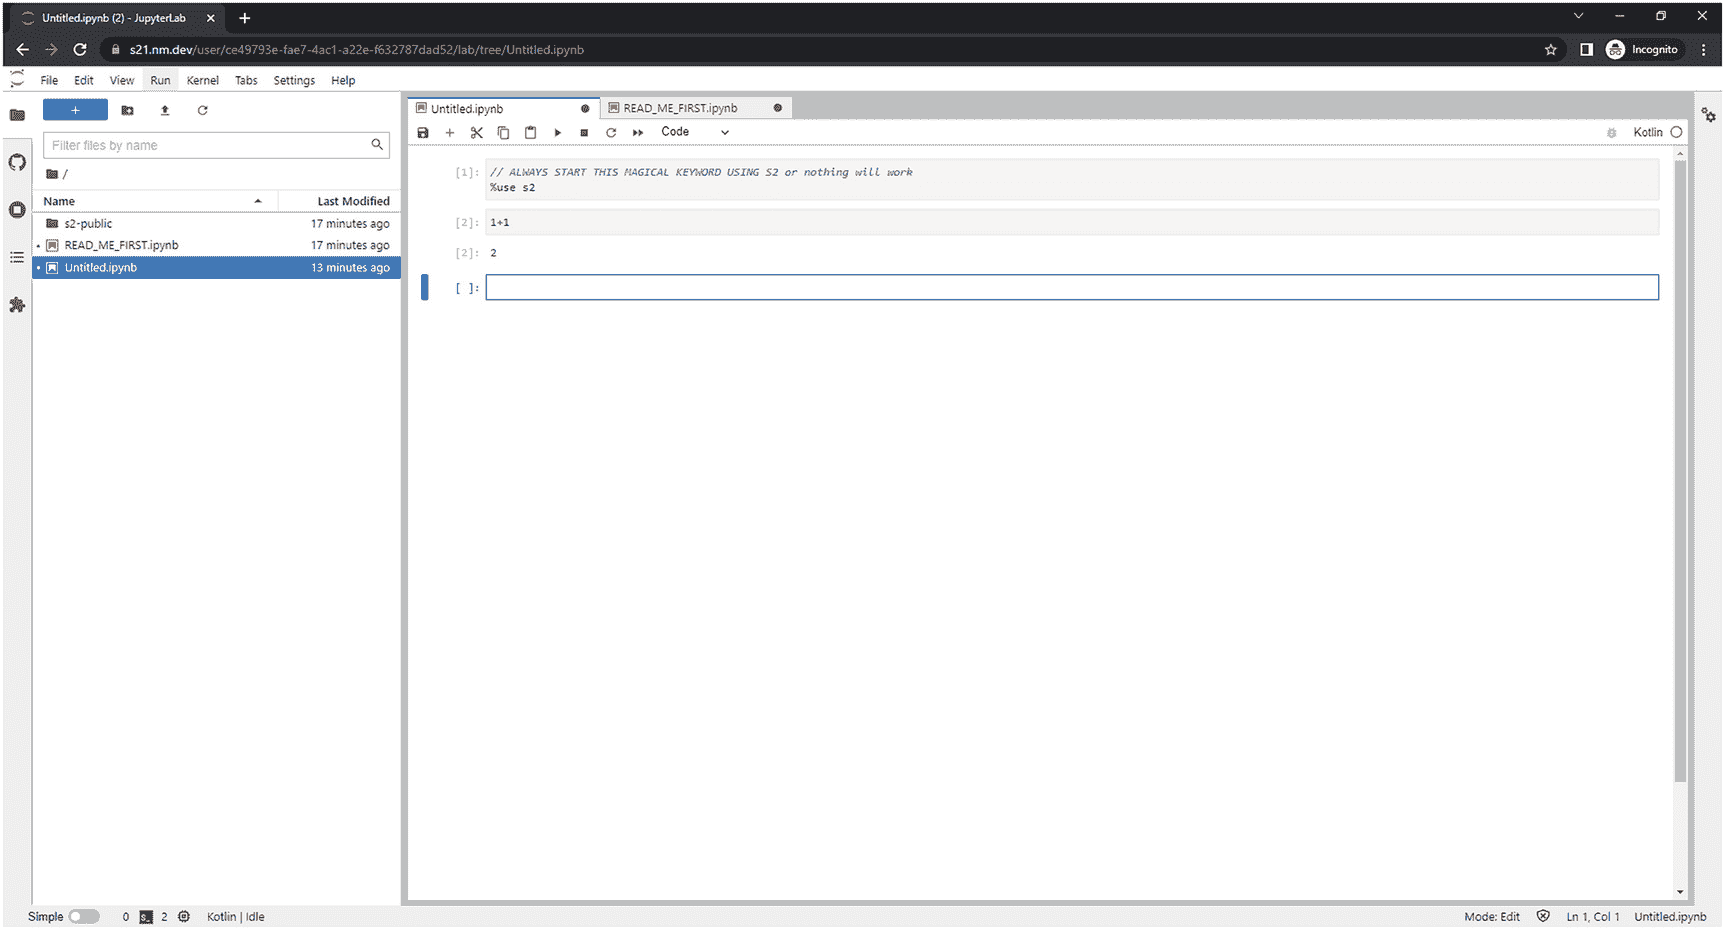 Untitled.ipynb (2) - JupyterLab
s21.nm.dev/user/ce49793e-fae7-4ac1-a22e-f632787dad52/lab/tree/Untitled.ipynb Incognito
File Edit View Run Kernel Tabs Settings Help
+
Filter files by name
/
Name Last Modified
s2-public 17 minutes ago
READ_ME_FIRST.ipynb 17 minutes ago
Untitled.ipynb 13 minutes ago
Untitled.ipynb READ_ME_FIRST.ipynb
Code Kotlin
[1]: // ALWAYS START THIS MAGICAL KEYWORD USING S2 or nothing will work
%use s2
[2]: 1+1
[2]: 2
[ ]:
Simple 0 2 Kotlin | Idle Mode: Edit Ln 1, Col 1 Untitled.ipynb